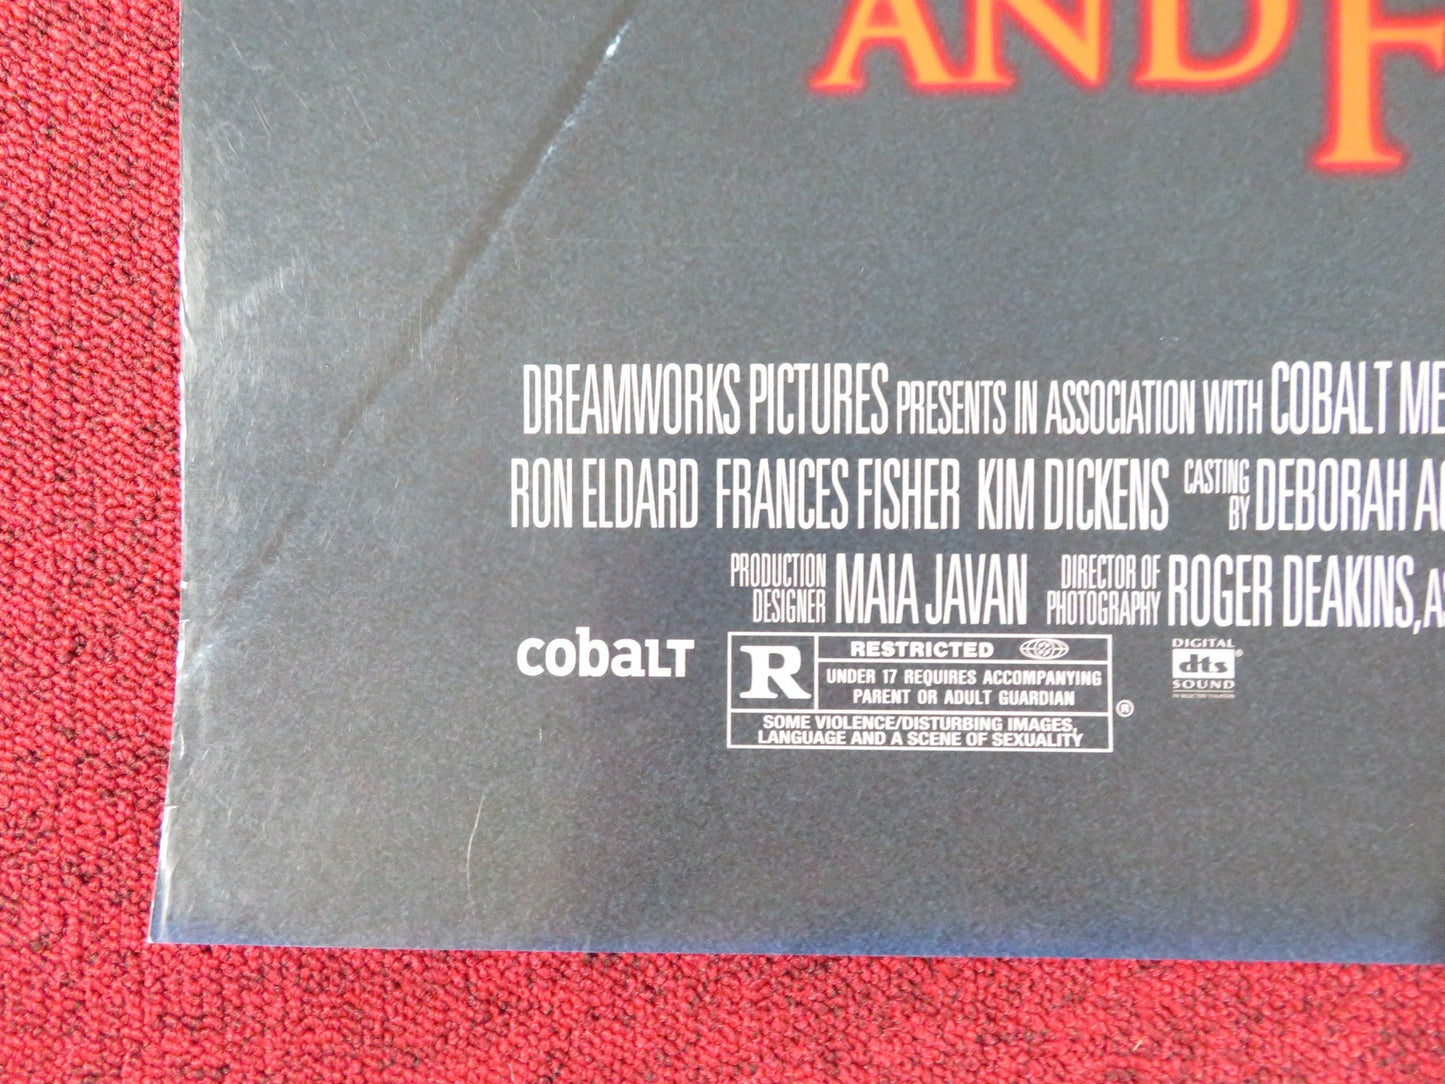 AND F
DREAMWORKS PICTURES PRESENTS IN ASSOCIATION WITH COBALT ME
RON ELDARD FRANCES FISHER KIM DICKENS CASTING BY DEBORAH A
PRODUCTION DESIGNER MAIA JAVAN DIRECTOR OF PHOTOGRAPHY ROGER DEAKINS, A
cobalt
R
RESTRICTED
UNDER 17 REQUIRES ACCOMPANYING
PARENT OR ADULT GUARDIAN
SOME VIOLENCE/DISTURBING IMAGES,
LANGUAGE AND A SCENE OF SEXUALITY
®
DIGITAL
dts
SOUND
®